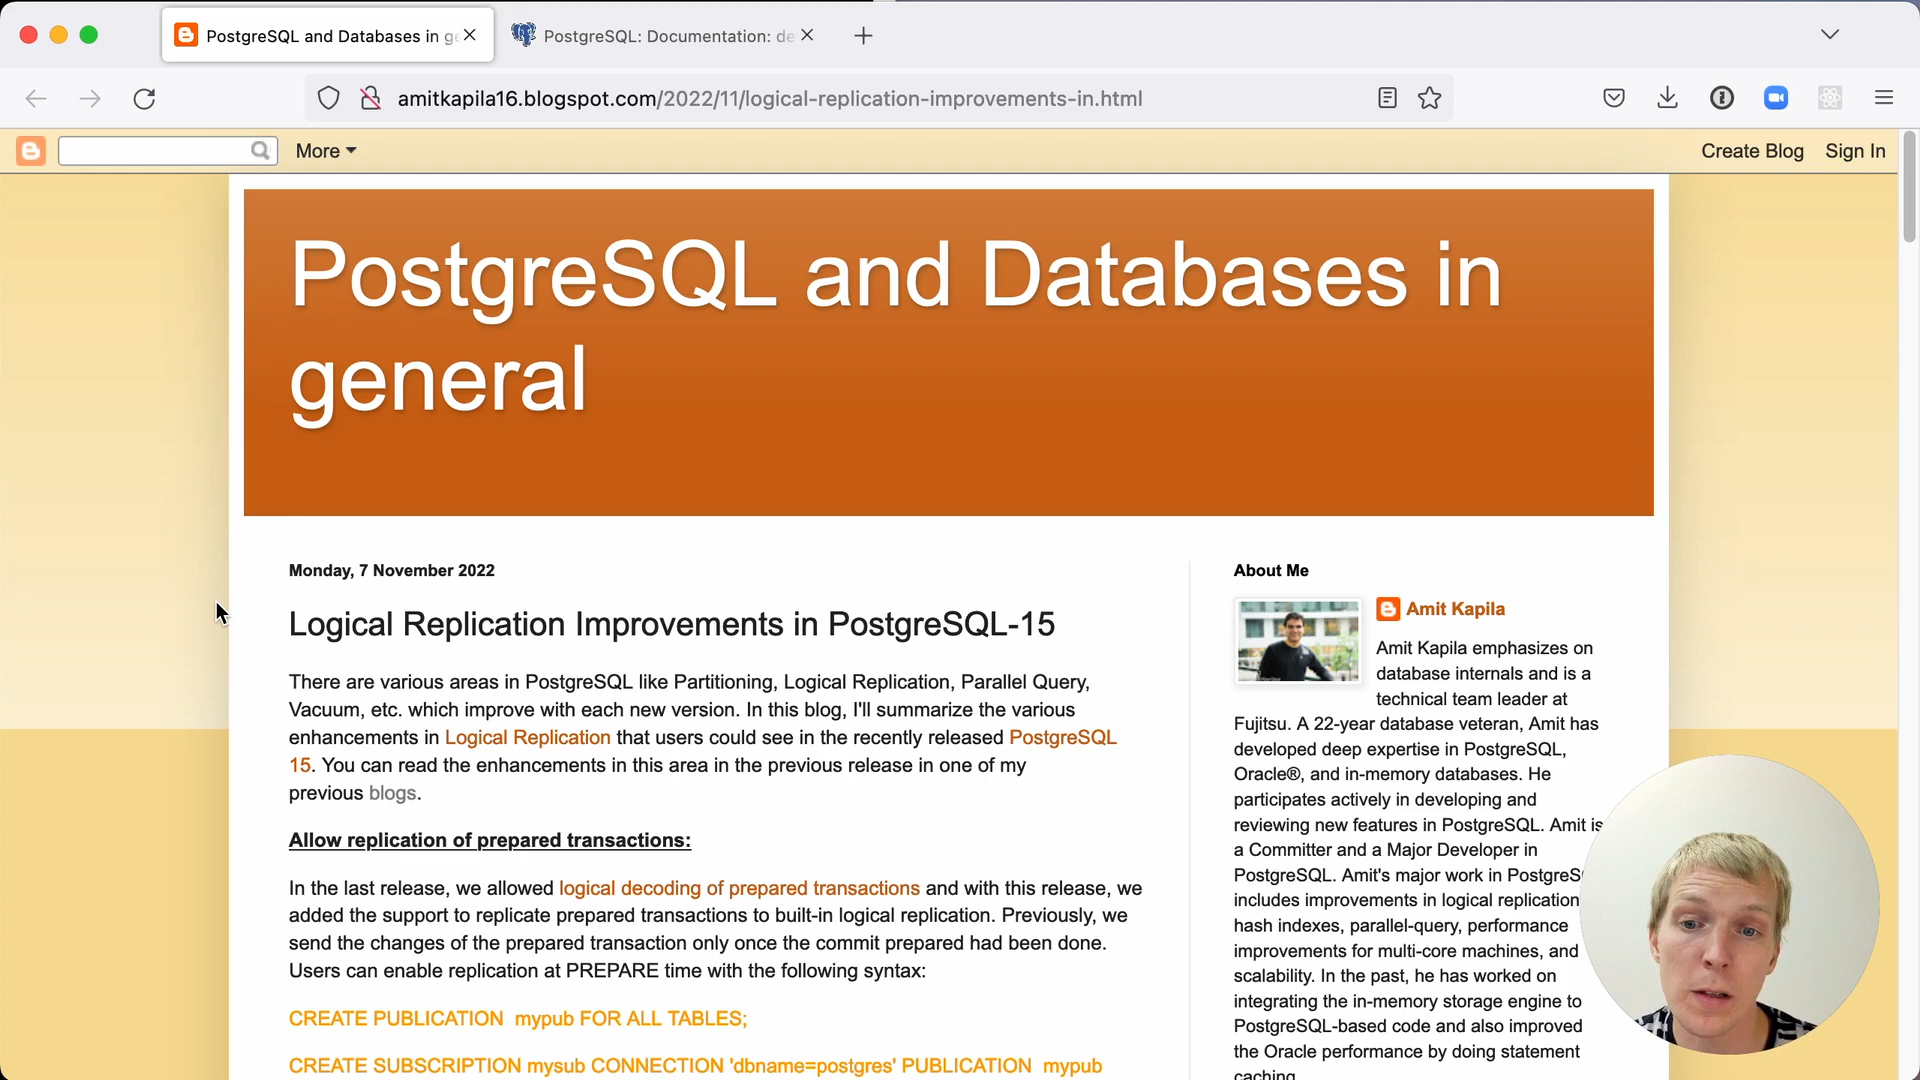 PostgreSQL and Databases in ge
PostgreSQL: Documentation: de
amitkapila16.blogspot.com/2022/11/logical-replication-improvements-in.html
More
Create Blog
Sign In
PostgreSQL and Databases in
general
Monday, 7 November 2022
Logical Replication Improvements in PostgreSQL-15
There are various areas in PostgreSQL like Partitioning, Logical Replication, Parallel Query,
Vacuum, etc. which improve with each new version. In this blog, I'll summarize the various
enhancements in Logical Replication that users could see in the recently released PostgreSQL
15. You can read the enhancements in this area in the previous release in one of my
previous blogs.
Allow replication of prepared transactions:
In the last release, we allowed logical decoding of prepared transactions and with this release, we
added the support to replicate prepared transactions to built-in logical replication. Previously, we
send the changes of the prepared transaction only once the commit prepared had been done.
Users can enable replication at PREPARE time with the following syntax:
CREATE PUBLICATION mypub FOR ALL TABLES;
CREATE SUBSCRIPTION mysub CONNECTION 'dbname=postgres' PUBLICATION mypub
About Me
Amit Kapila
Amit Kapila emphasizes on
database internals and is a
technical team leader at
Fujitsu. A 22-year database veteran, Amit has
developed deep expertise in PostgreSQL,
Oracle®, and in-memory databases. He
participates actively in developing and
reviewing new features in PostgreSQL. Amit is
a Committer and a Major Developer in
PostgreSQL. Amit's major work in PostgreS
includes improvements in logical replication
hash indexes, parallel-query, performance
improvements for multi-core machines, and
scalability. In the past, he has worked on
integrating the in-memory storage engine to
PostgreSQL-based code and also improved
the Oracle performance by doing statement
caching.